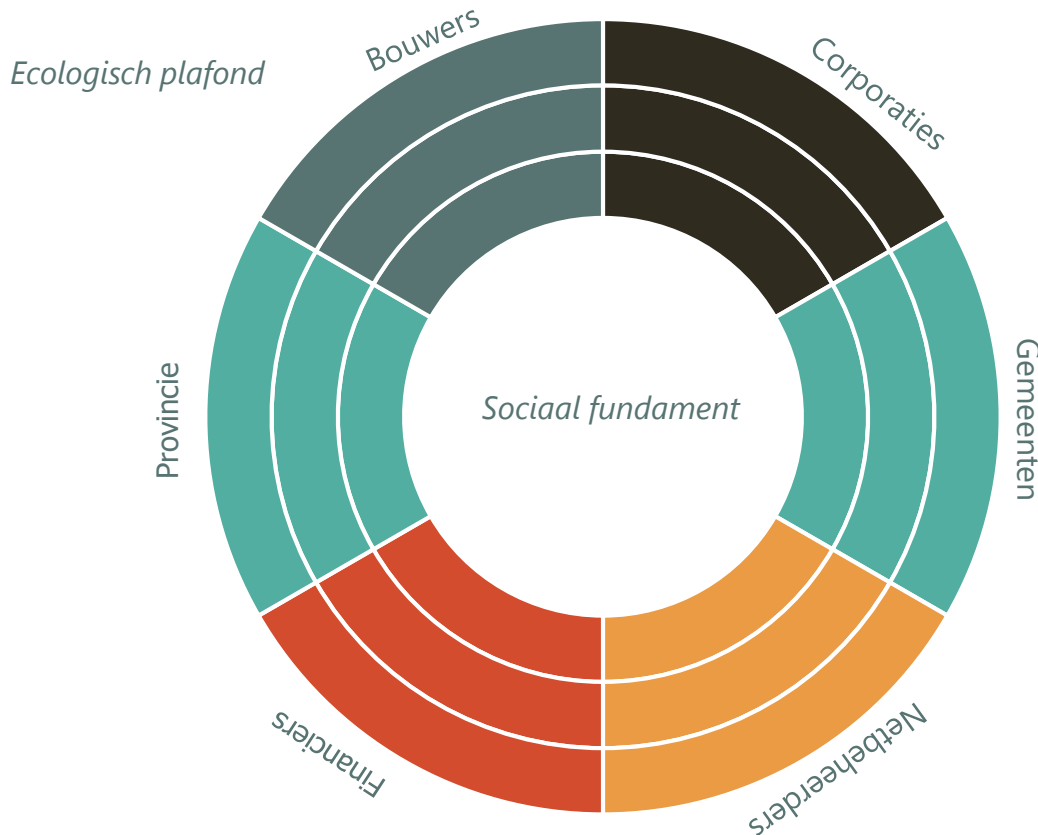 Ecologisch plafond
Bouwers
Corporaties
Provincie
Sociaal fundament
Gemeenten
Financiers
Netbeheerders